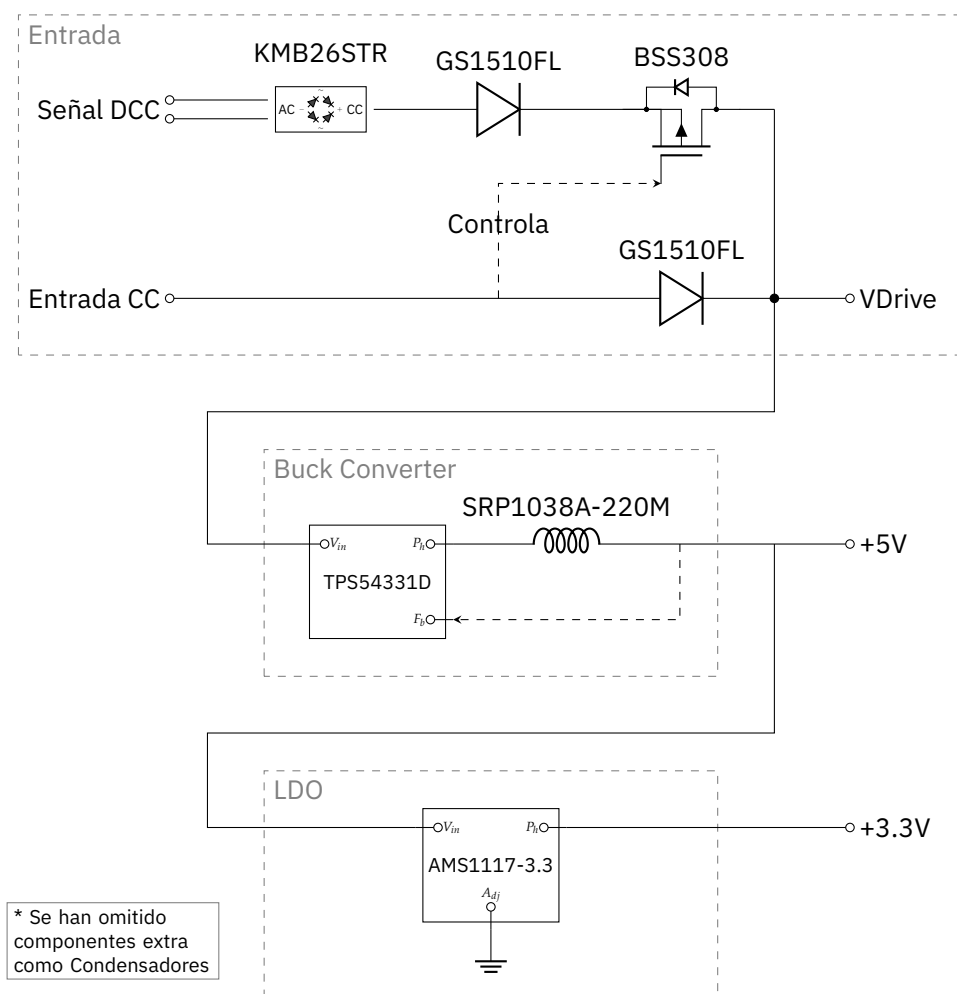 Entrada
KMB26STR
GS1510FL
BSS308
Señal DCC
AC - ~ ~ + CC
Controla
GS1510FL
Entrada CC
VDrive
Buck Converter
SRP1038A-220M
Vin
Ph
+5V
TPS54331D
Fb
LDO
Vin
Ph
+3.3V
AMS1117-3.3
Adj
* Se han omitido
componentes extra
como Condensadores